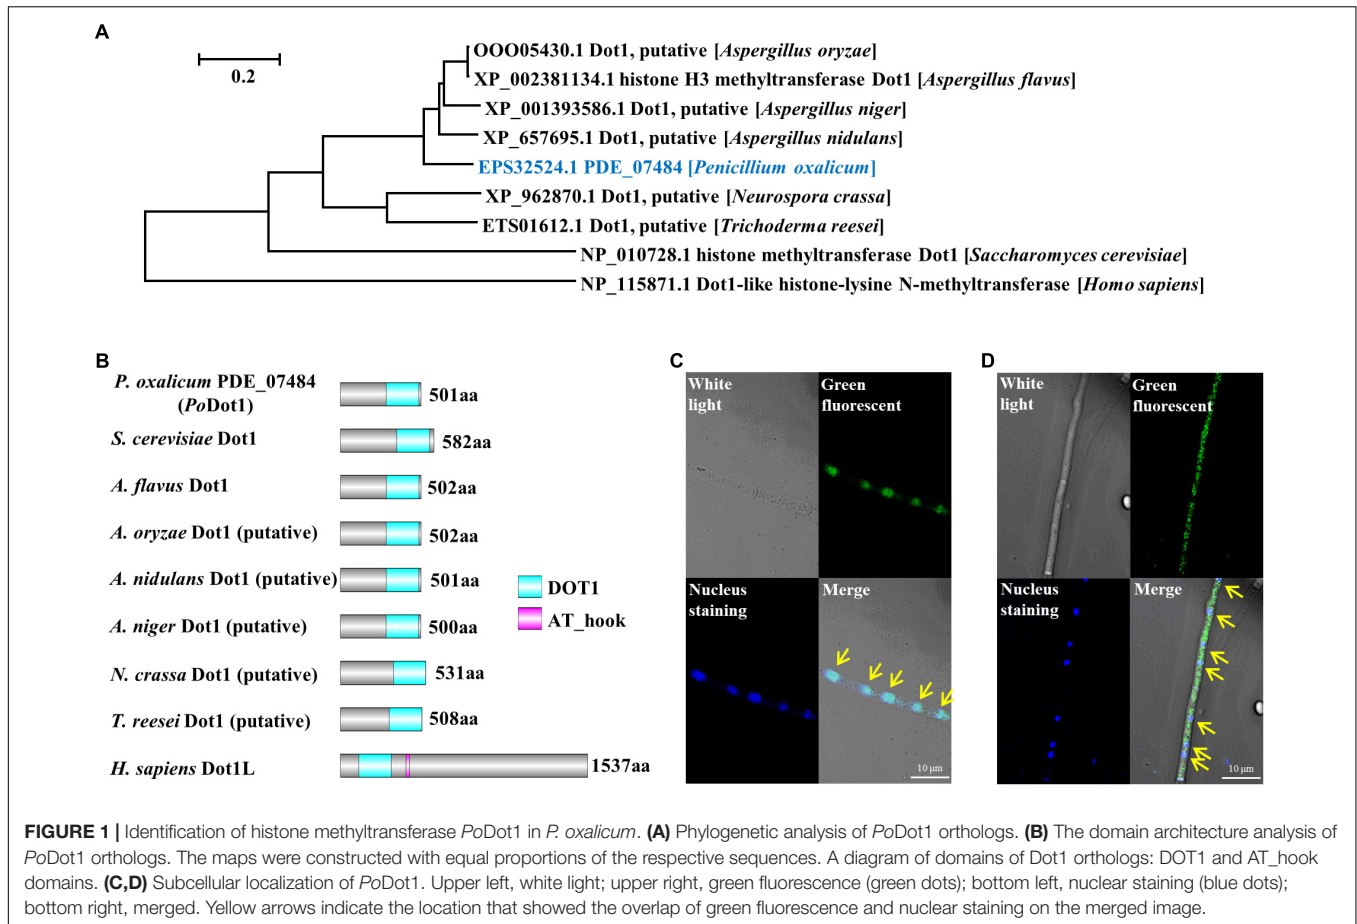 A
0.2
OOO05430.1 Dot1, putative [Aspergillus oryzae]
XP_002381134.1 histone H3 methyltransferase Dot1 [Aspergillus flavus]
XP_001393586.1 Dot1, putative [Aspergillus niger]
XP_657695.1 Dot1, putative [Aspergillus nidulans]
EPS32524.1 PDE_07484 [Penicillium oxalicum]
XP_962870.1 Dot1, putative [Neurospora crassa]
ETS01612.1 Dot1, putative [Trichoderma reesei]
NP_010728.1 histone methyltransferase Dot1 [Saccharomyces cerevisiae]
NP_115871.1 Dot1-like histone-lysine N-methyltransferase [Homo sapiens]
B
P. oxalicum PDE_07484
(PoDot1)
501aa
S. cerevisiae Dot1
582aa
A. flavus Dot1
502aa
A. oryzae Dot1 (putative)
502aa
A. nidulans Dot1 (putative)
501aa
A. niger Dot1 (putative)
500aa
N. crassa Dot1 (putative)
531aa
T. reesei Dot1 (putative)
508aa
H. sapiens Dot1L
1537aa
DOT1
AT_hook
C
White
light
Green
fluorescent
Nucleus
staining
Merge
10 μm
D
White
light
Green
fluorescent
Nucleus
staining
Merge
10 μm
FIGURE 1 | Identification of histone methyltransferase PoDot1 in P. oxalicum. (A) Phylogenetic analysis of PoDot1 orthologs. (B) The domain architecture analysis of
PoDot1 orthologs. The maps were constructed with equal proportions of the respective sequences. A diagram of domains of Dot1 orthologs: DOT1 and AT_hook
domains. (C,D) Subcellular localization of PoDot1. Upper left, white light; upper right, green fluorescence (green dots); bottom left, nuclear staining (blue dots);
bottom right, merged. Yellow arrows indicate the location that showed the overlap of green fluorescence and nuclear staining on the merged image.